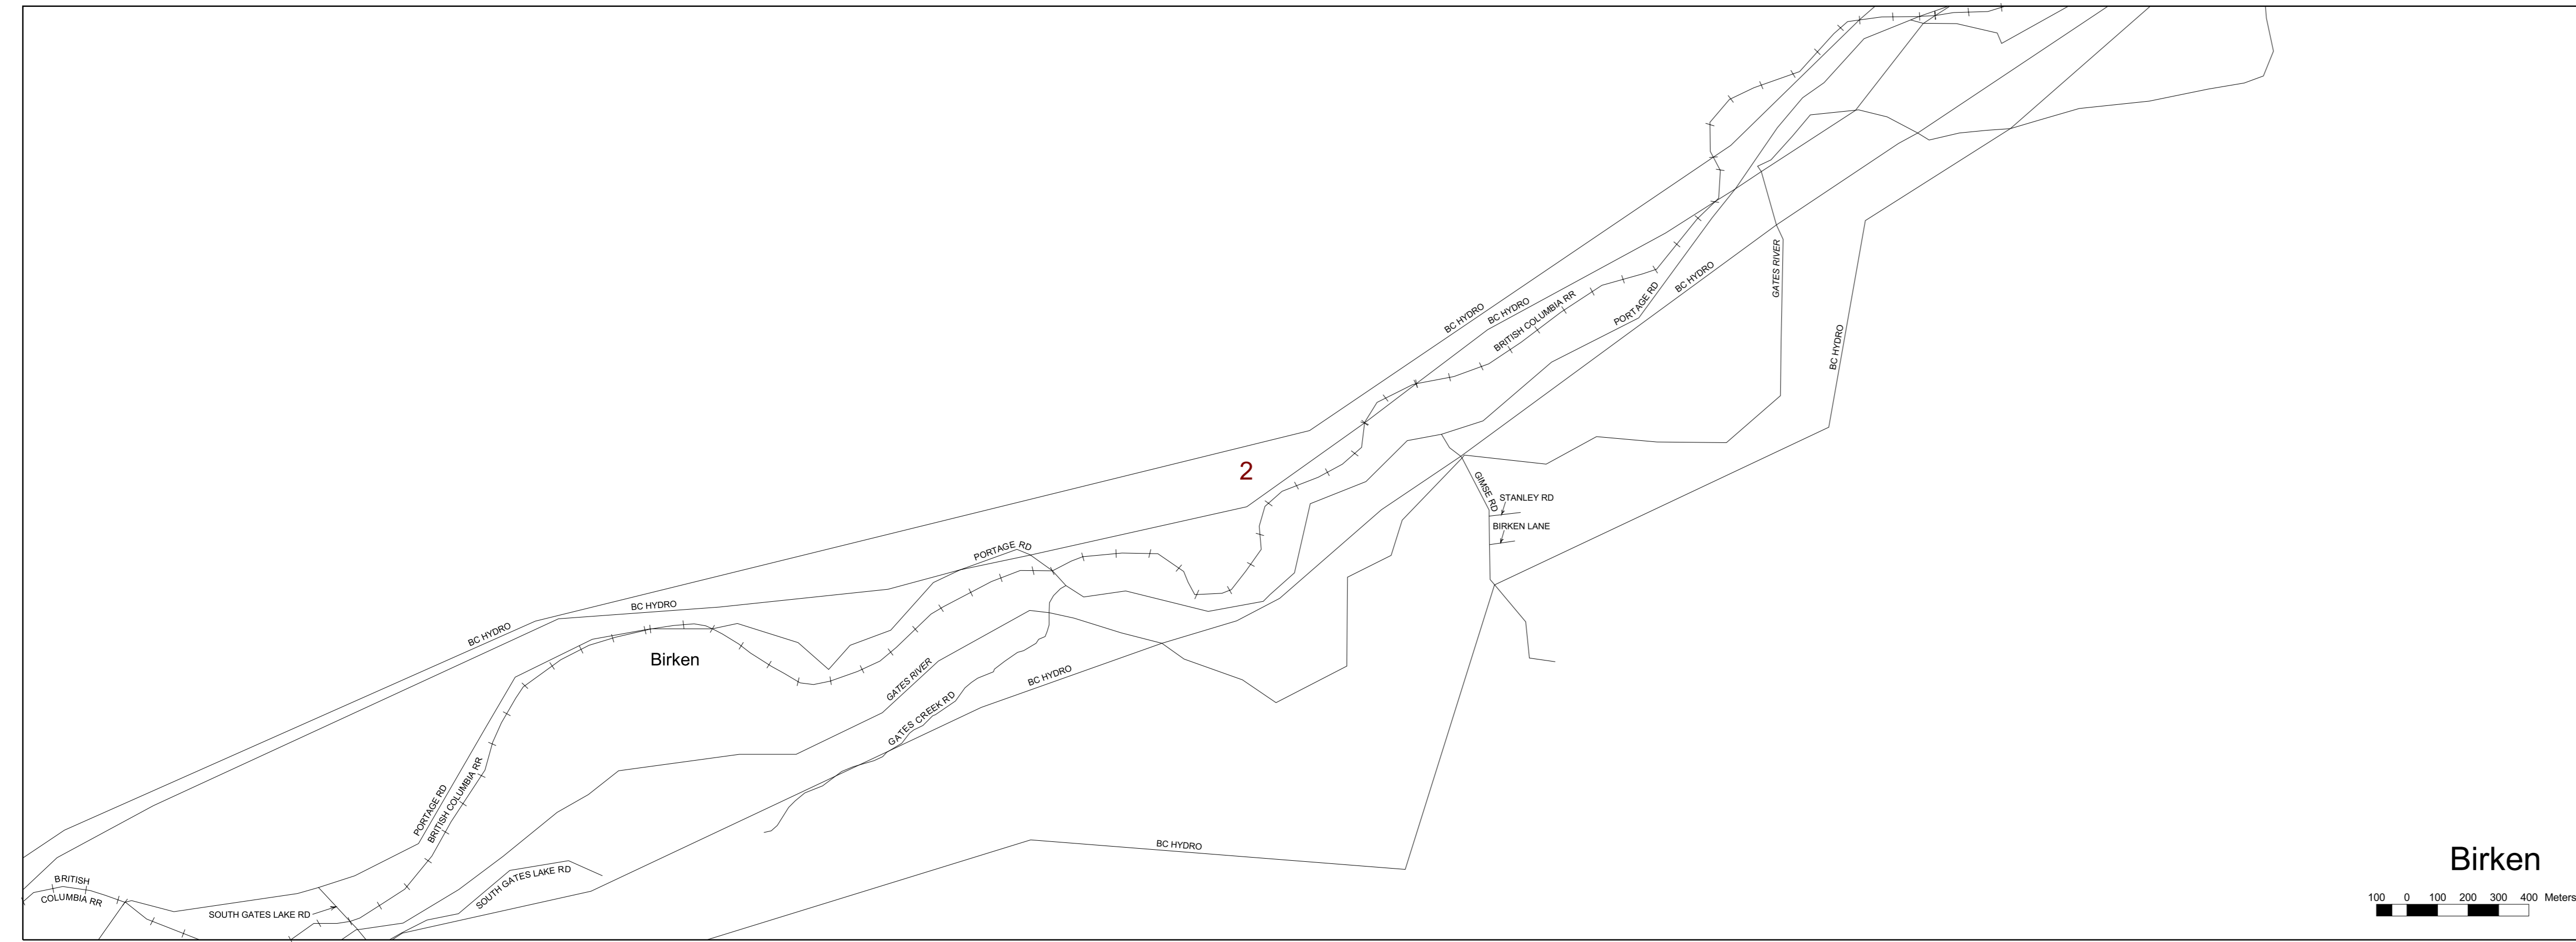 GATES RIVER
BC HYDRO
BC HYDRO
BC HYDRO
BRITISH COLUMBIA RR
PORTAGE RD
BC HYDRO
2
GIMSE RD
STANLEY RD
BIRKEN LANE
PORTAGE RD
BC HYDRO
BC HYDRO
Birken
GATES RIVER
BC HYDRO
GATES CREEK RD
PORTAGE RD
BRITISH COLUMBIA RR
BC HYDRO
BRITISH
COLUMBIA RR
SOUTH GATES LAKE RD
SOUTH GATES LAKE RD
Birken
100 0 100 200 300 400 Meters